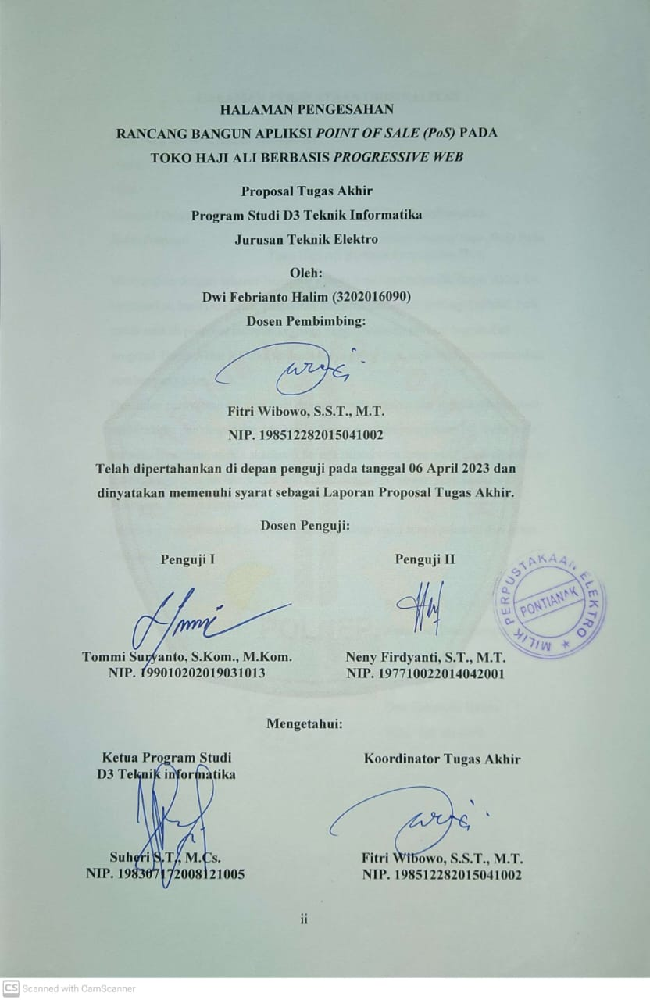 HALAMAN PENGESAHAN
RANCANG BANGUN APLIKSI POINT OF SALE (PoS) PADA
TOKO HAJI ALI BERBASIS PROGRESSIVE WEB
Proposal Tugas Akhir
Program Studi D3 Teknik Informatika
Jurusan Teknik Elektro
Oleh:
Dwi Febrianto Halim (3202016090)
Dosen Pembimbing:
Fitri Wibowo, S.S.T., M.T.
NIP. 198512282015041002
Telah dipertahankan di depan penguji pada tanggal 06 April 2023 dan
dinyatakan memenuhi syarat sebagai Laporan Proposal Tugas Akhir.
Dosen Penguji:
Penguji I
Tommi Suryanto, S.Kom., M.Kom.
NIP. 199010202019031013
Penguji II
Neny Firdyanti, S.T., M.T.
NIP. 197710022014042001
MILIK PERPUSTAKAAN ELEKTRO
PONTIANAK
Mengetahui:
Ketua Program Studi
D3 Teknik informatika
Suheri S.T., M.Cs.
NIP. 198307172008121005
Koordinator Tugas Akhir
Fitri Wibowo, S.S.T., M.T.
NIP. 198512282015041002
ii
CS Scanned with CamScanner